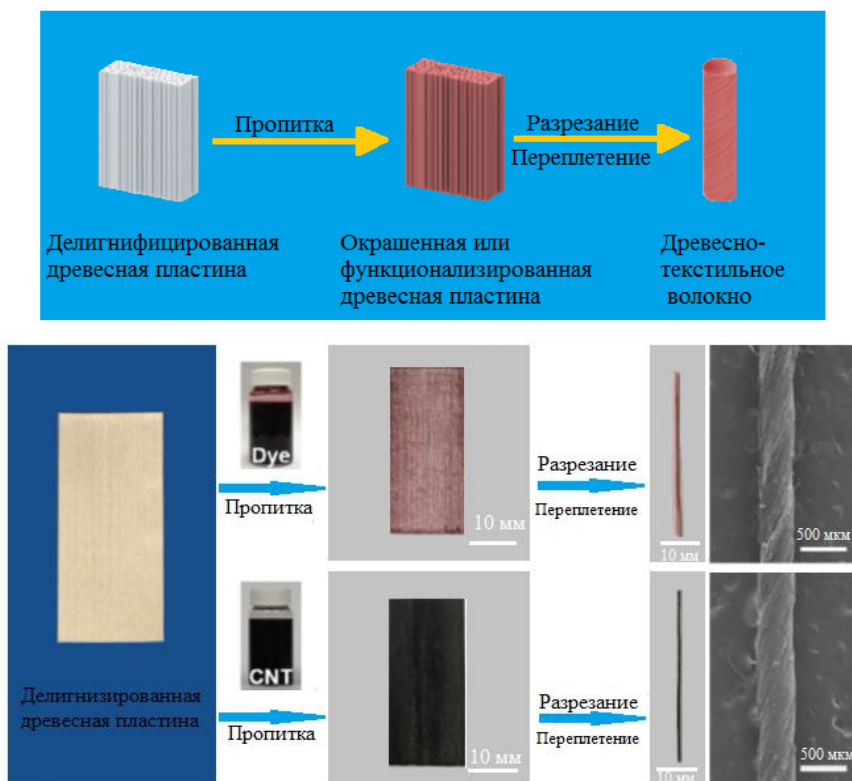 Пропитка
Разрезание
Переплетение
Делигнифицированная
древесная пластина
Окрашенная или
функционализированная
древесная пластина
Древесно-
текстильное
волокно
Dye
Пропитка
10 мм
Разрезание
Переплетение
10 мм
500 мкм
Делигнизированная
древесная пластина
CNT
Пропитка
10 мм
Разрезание
Переплетение
10 мм
500 мкм